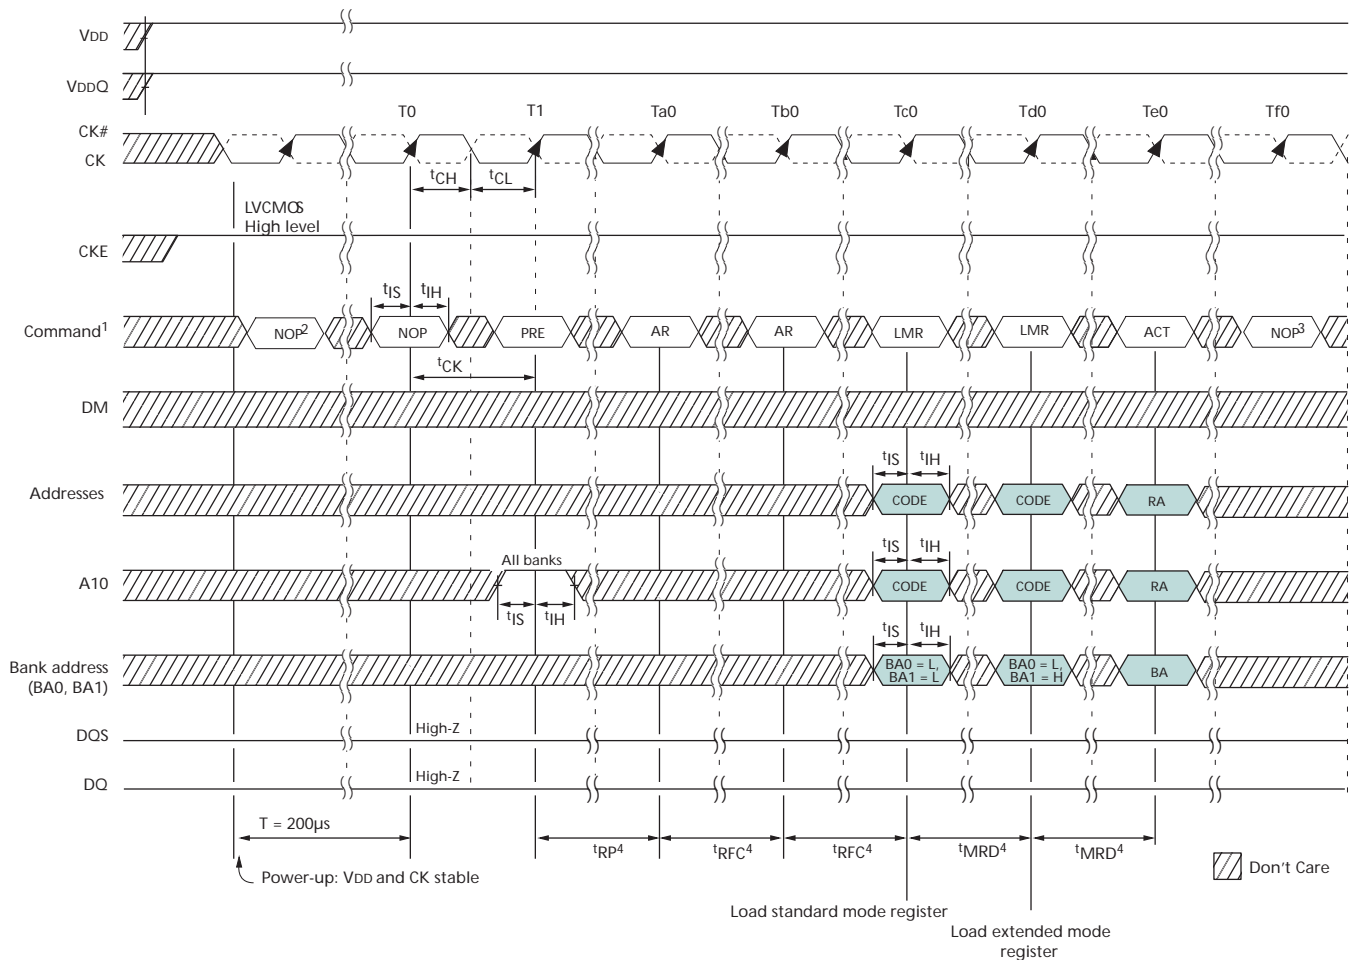 VDD
VDDQ
T0 T1 Ta0 Tb0 Tc0 Td0 Te0 Tf0
CK#
CK
tCH tCL
LVCMOS
High level
CKE
tIS tIH
Command1 NOP2 NOP PRE AR AR LMR LMR ACT NOP3
tCK
DM
tIS tIH
Addresses CODE CODE RA
tIS tIH
All banks
A10 CODE CODE RA
tIS tIH
tIS tIH
Bank address
(BA0, BA1)
BA0 = L,
BA1 = L
BA0 = L,
BA1 = H
BA
DQS High-Z
DQ High-Z
T = 200µs
tRP4 tRFC4 tRFC4 tMRD4 tMRD4
Power-up: VDD and CK stable
Don't Care
Load standard mode register
Load extended mode
register